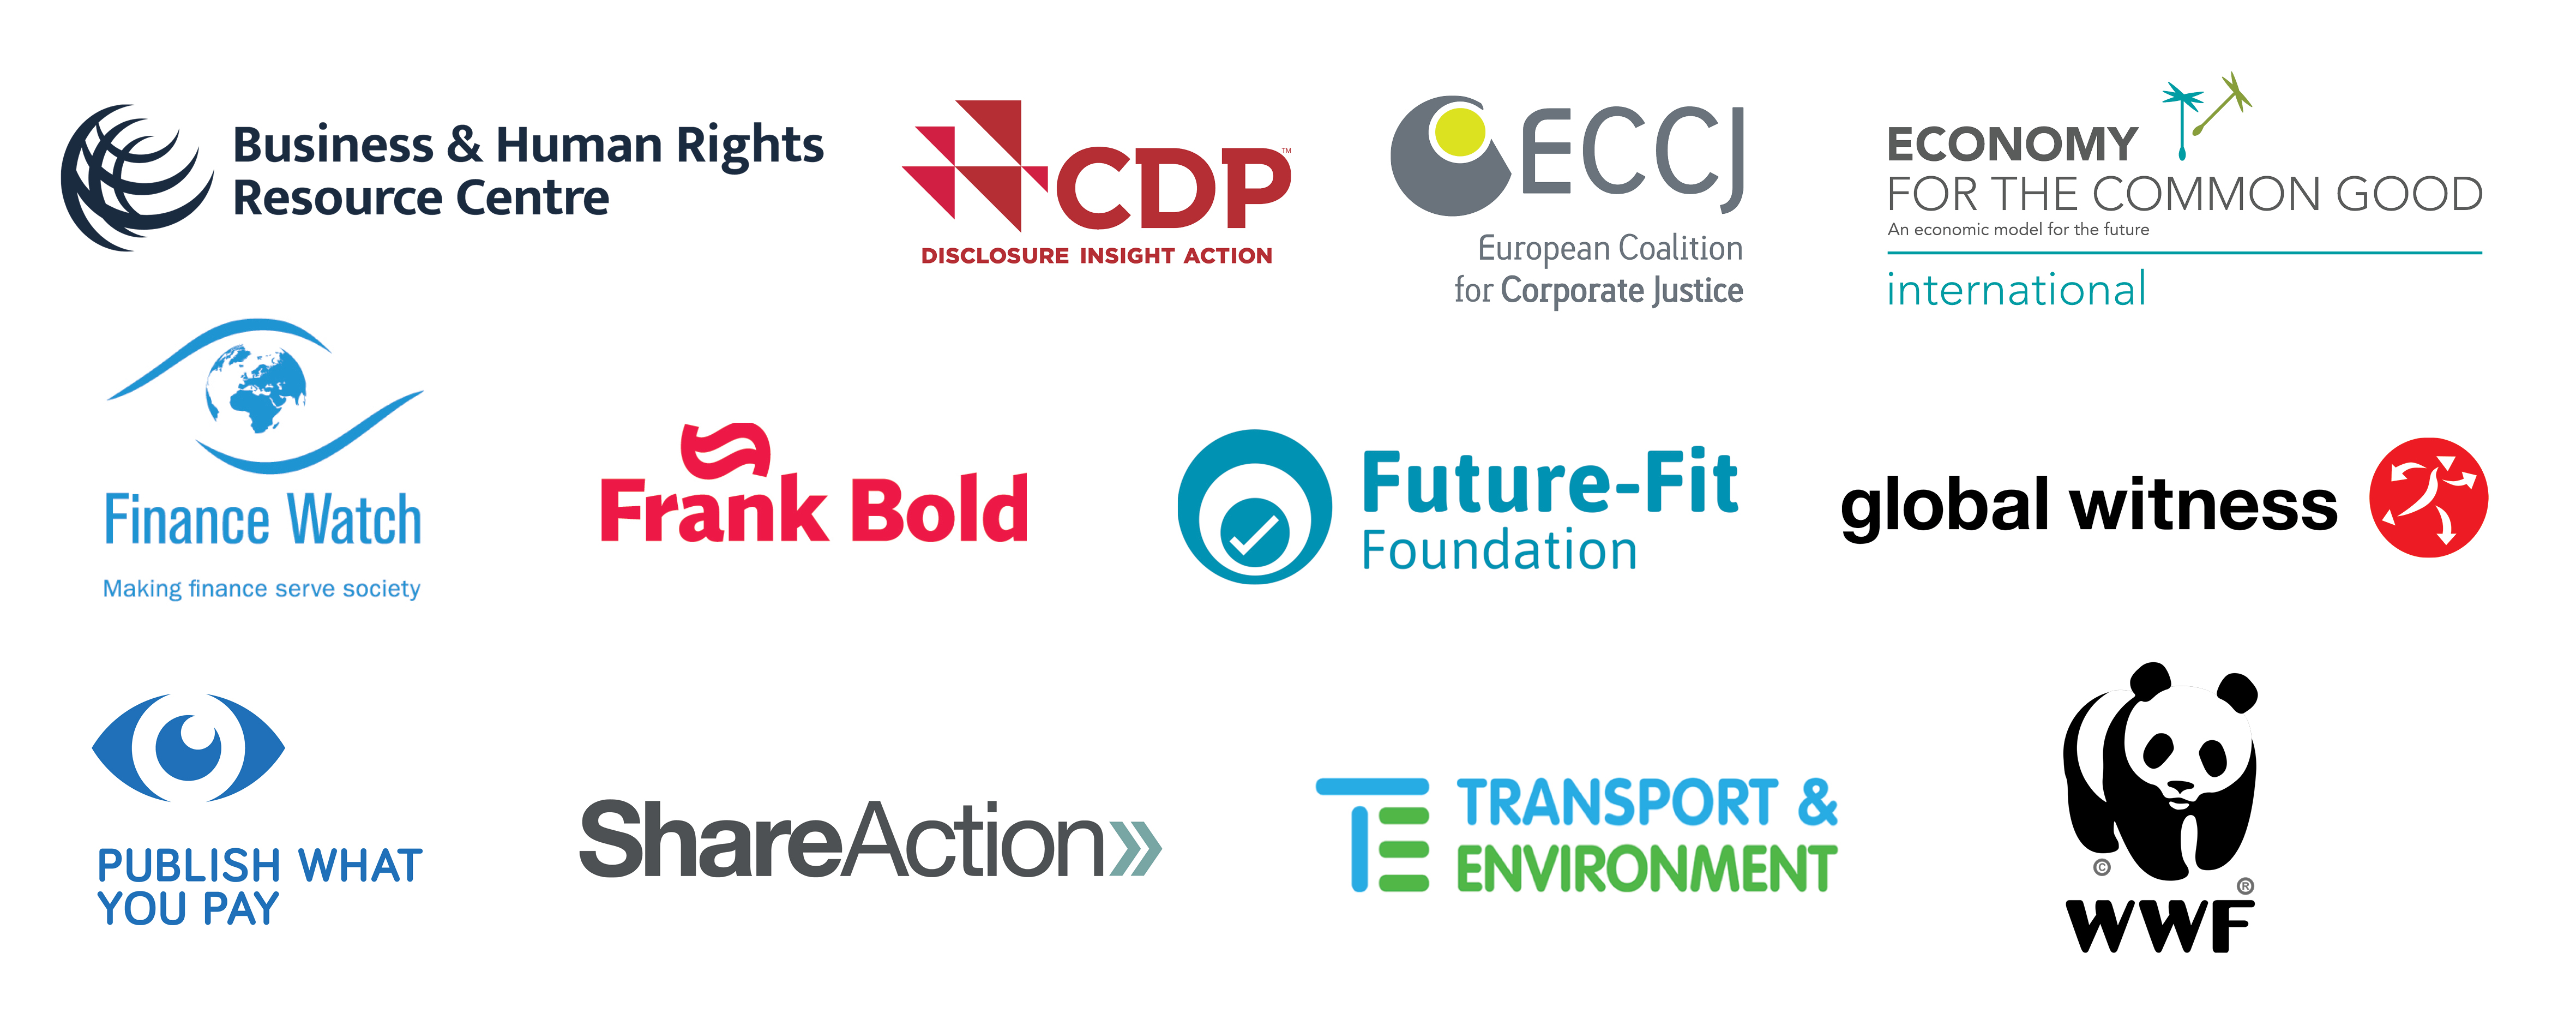 Business & Human Rights
Resource Centre
CDP™
DISCLOSURE INSIGHT ACTION
ECCJ
European Coalition
for Corporate Justice
ECONOMY
FOR THE COMMON GOOD
An economic model for the future
international
Finance Watch
Making finance serve society
Frank Bold
Future-Fit
Foundation
global witness
PUBLISH WHAT
YOU PAY
ShareAction»
TE
TRANSPORT &
ENVIRONMENT
©
®
WWF